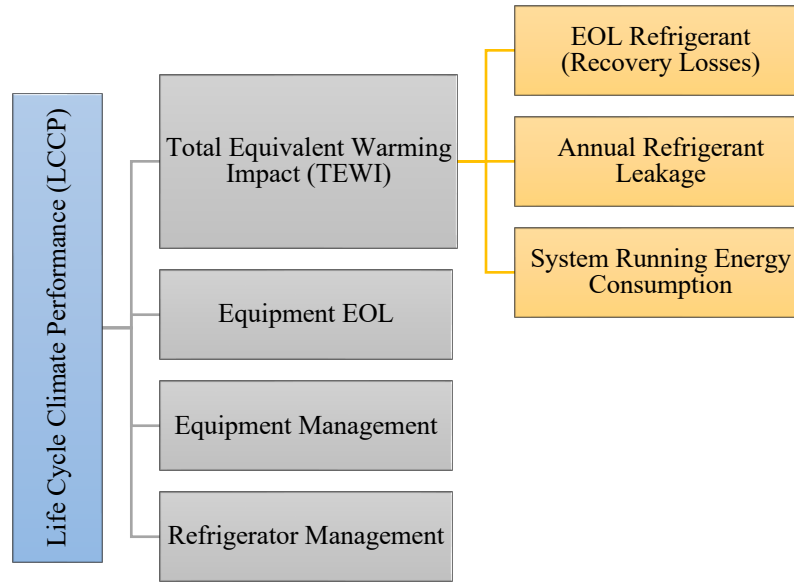 Life Cycle Climate Performance (LCCP)
Total Equivalent Warming
Impact (TEWI)
Equipment EOL
Equipment Management
Refrigerator Management
EOL Refrigerant
(Recovery Losses)
Annual Refrigerant
Leakage
System Running Energy
Consumption